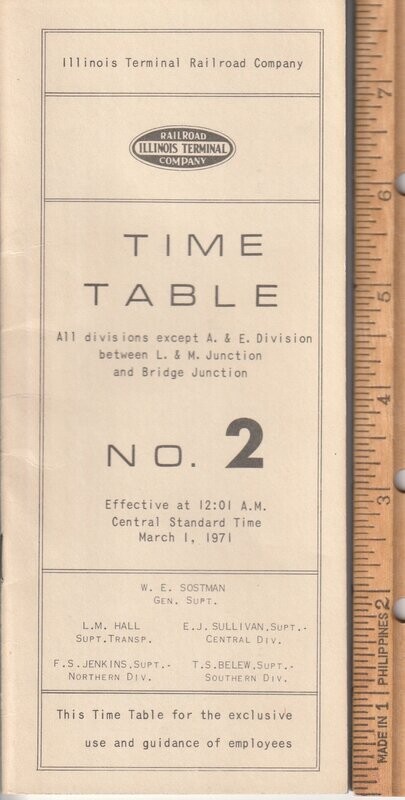 Illinois Terminal Railroad Company
RAILROAD
ILLINOIS TERMINAL
COMPANY
TIME
TABLE
All divisions except A. & E. Division
between L. & M. Junction
and Bridge Junction
NO. 2
Effective at 12:01 A.M.
Central Standard Time
March 1, 1971
W. E. SOSTMAN
GEN. SUPT.
L.M. HALL
SUPT.TRANSP.
E.J. SULLIVAN,SUPT.-
CENTRAL DIV.
F.S.JENKINS,SUPT.-
NORTHERN DIV.
T.S.BELEW,SUPT.-
SOUTHERN DIV.
This Time Table for the exclusive
use and guidance of employees
7
6
5
4
3
2
1
MADE IN PHILIPPINES